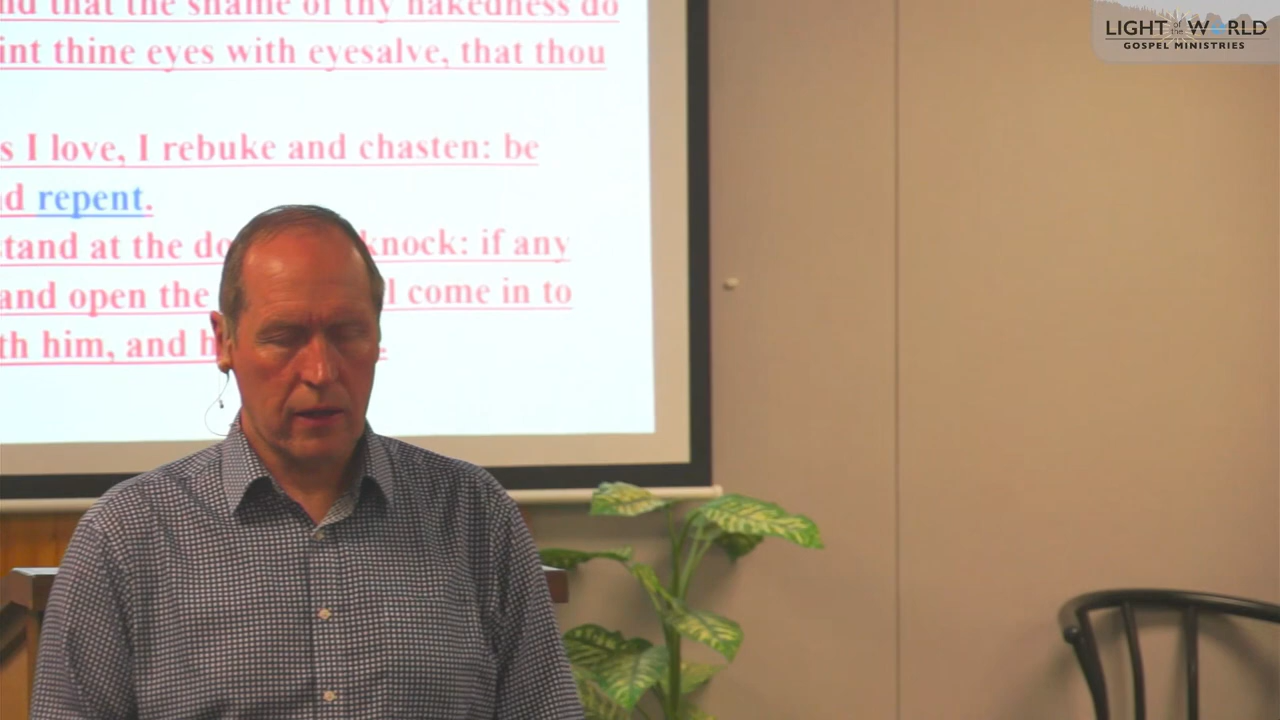 nd that the shame of thy nakedness do
int thine eyes with eyesalve, that thou
s I love, I rebuke and chasten: be
d repent.
stand at the do knock: if any
and open the l come in to
th him, and h
LIGHT of the WORLD
GOSPEL MINISTRIES